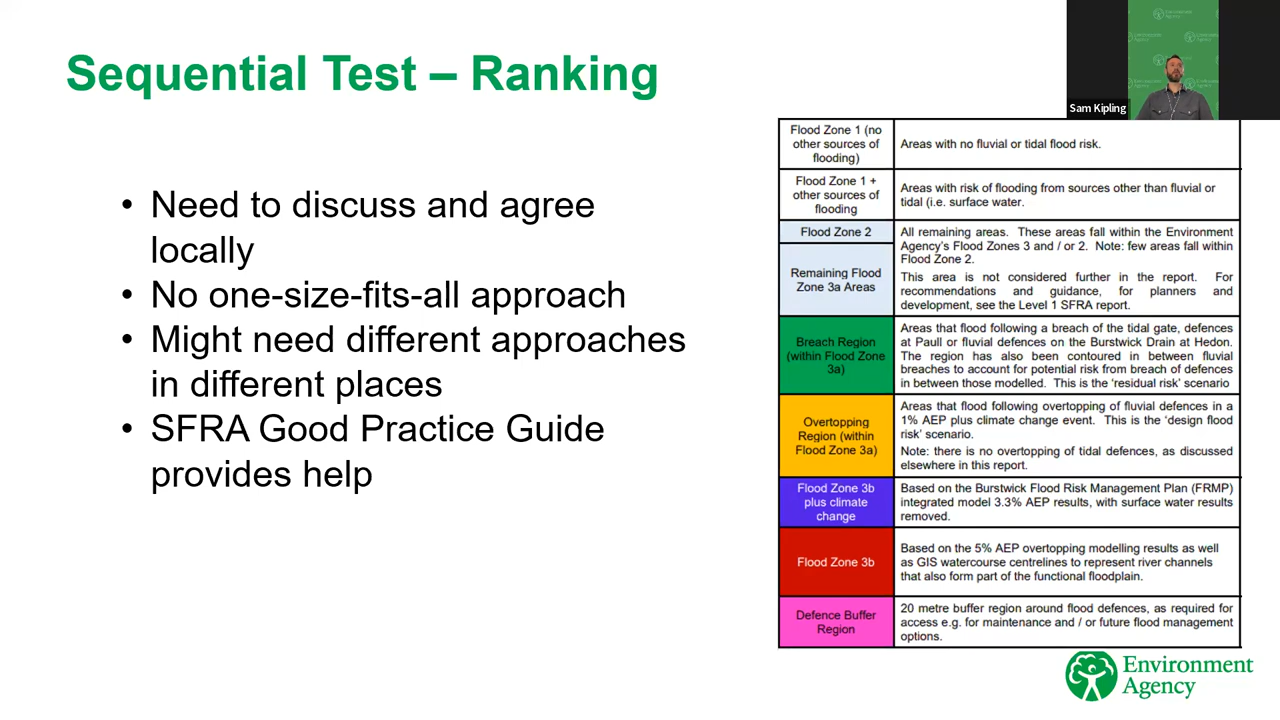 Sequential Test – Ranking
Sam Kipling
• Need to discuss and agree
locally
• No one-size-fits-all approach
• Might need different approaches
in different places
• SFRA Good Practice Guide
provides help
Flood Zone 1 (no
other sources of
flooding)
Areas with no fluvial or tidal flood risk.
Flood Zone 1 +
other sources of
flooding
Areas with risk of flooding from sources other than fluvial or
tidal (i.e. surface water.
Flood Zone 2
Remaining Flood
Zone 3a Areas
All remaining areas. These areas fall within the Environment
Agency's Flood Zones 3 and / or 2. Note: few areas fall within
Flood Zone 2.
This area is not considered further in the report. For
recommendations and guidance, for planners and
development, see the Level 1 SFRA report.
Breach Region
(within Flood Zone
3a)
Areas that flood following a breach of the tidal gate, defences
at Paull or fluvial defences on the Burstwick Drain at Hedon.
The region has also been contoured in between fluvial
breaches to account for potential risk from breach of defences
in between those modelled. This is the 'residual risk' scenario
Overtopping
Region (within
Flood Zone 3a)
Areas that flood following overtopping of fluvial defences in a
1% AEP plus climate change event. This is the 'design flood
risk' scenario.
Note: there is no overtopping of tidal defences, as discussed
elsewhere in this report.
Flood Zone 3b
plus climate
change
Based on the Burstwick Flood Risk Management Plan (FRMP)
integrated model 3.3% AEP results, with surface water results
removed.
Flood Zone 3b
Based on the 5% AEP overtopping modelling results as well
as GIS watercourse centrelines to represent river channels
that also form part of the functional floodplain.
Defence Buffer
Region
20 metre buffer region around flood defences, as required for
access e.g. for maintenance and / or future flood management
options.
Environment
Agency